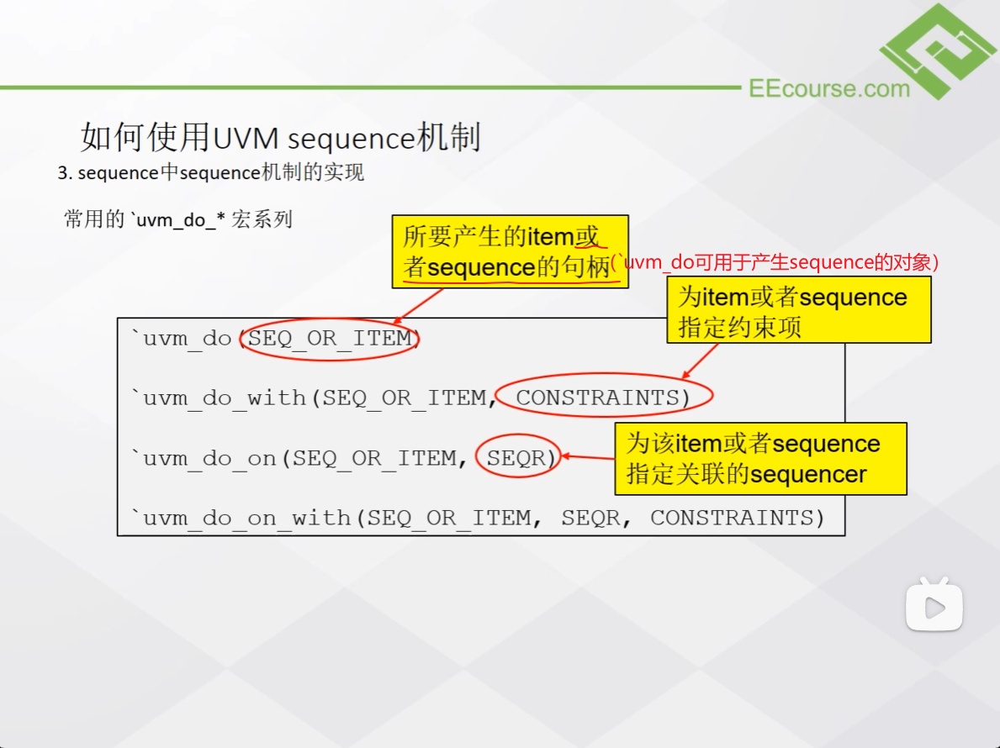 EEcourse.com
如何使用UVM sequence机制
3. sequence中sequence机制的实现
常用的 `uvm_do_* 宏系列
所要产生的item或
者sequence的句柄
(`uvm_do可用于产生sequence的对象)
为item或者sequence
指定约束项
`uvm_do(SEQ_OR_ITEM)
`uvm_do_with(SEQ_OR_ITEM, CONSTRAINTS)
为该item或者sequence
指定关联的sequencer
`uvm_do_on(SEQ_OR_ITEM, SEQR)
`uvm_do_on_with(SEQ_OR_ITEM, SEQR, CONSTRAINTS)